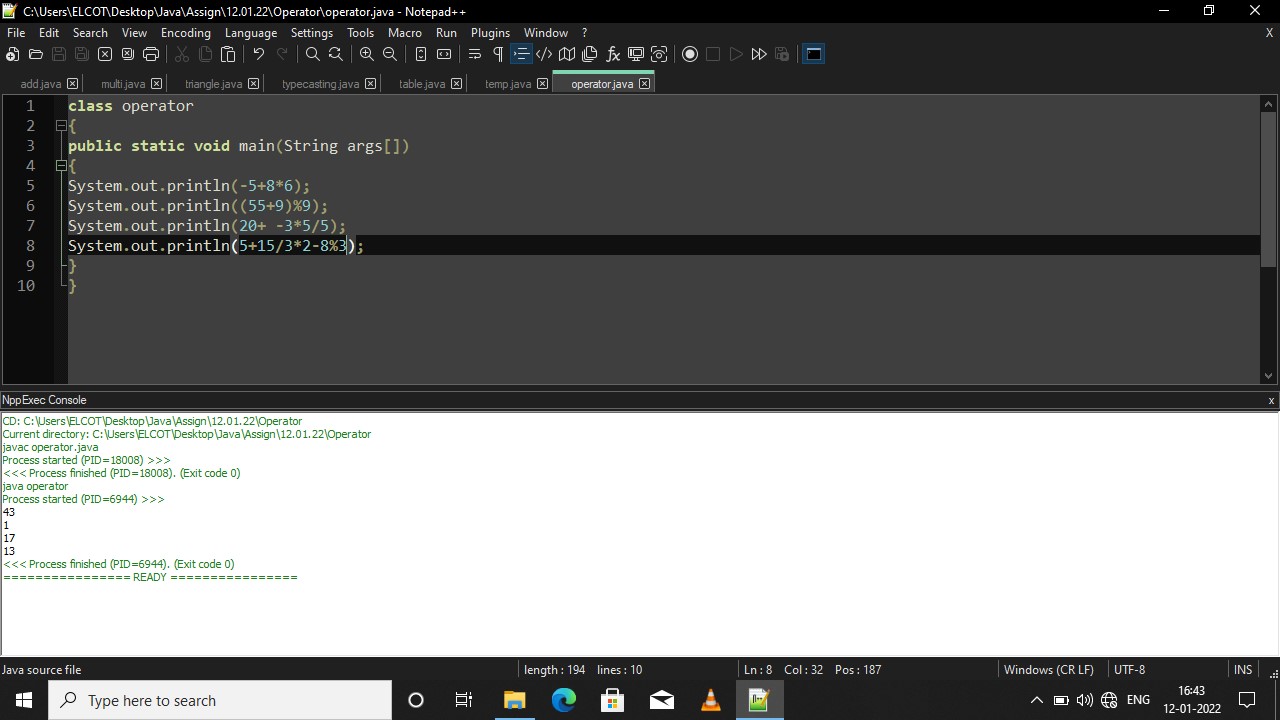 C:\Users\ELCOT\Desktop\Java\Assign\12.01.22\Operator\operator.java - Notepad++
File Edit Search View Encoding Language Settings Tools Macro Run Plugins Window ? X
add.java multi.java triangle.java typecasting.java table.java temp.java operator.java
1 class operator
2 {
3 public static void main(String args[])
4 {
5 System.out.println(-5+8*6);
6 System.out.println((55+9)%9);
7 System.out.println(20+ -3*5/5);
8 System.out.println(5+15/3*2-8%3);
9 }
10 }
NppExec Console x
CD: C:\Users\ELCOT\Desktop\Java\Assign\12.01.22\Operator
Current directory: C:\Users\ELCOT\Desktop\Java\Assign\12.01.22\Operator
javac operator.java
Process started (PID=18008) >>>
<<< Process finished (PID=18008). (Exit code 0)
java operator
Process started (PID=6944) >>>
43
1
17
13
<<< Process finished (PID=6944). (Exit code 0)
================ READY ================
Java source file length : 194 lines : 10 Ln : 8 Col : 32 Pos : 187 Windows (CR LF) UTF-8 INS
Type here to search ENG 16:43
12-01-2022